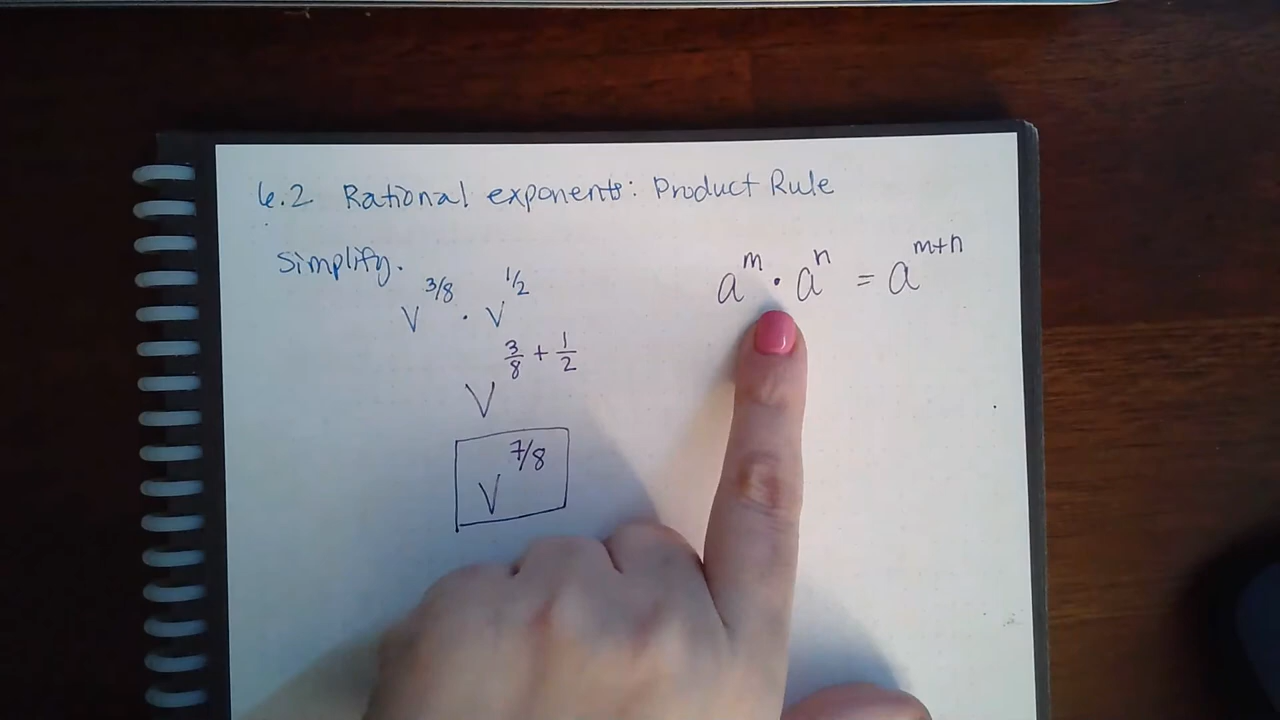 6.2 Rational exponents: Product Rule
Simplify.
v^3/8 · v^1/2
v^3/8 + 1/2
v^7/8
a^m · a^n = a^m+n